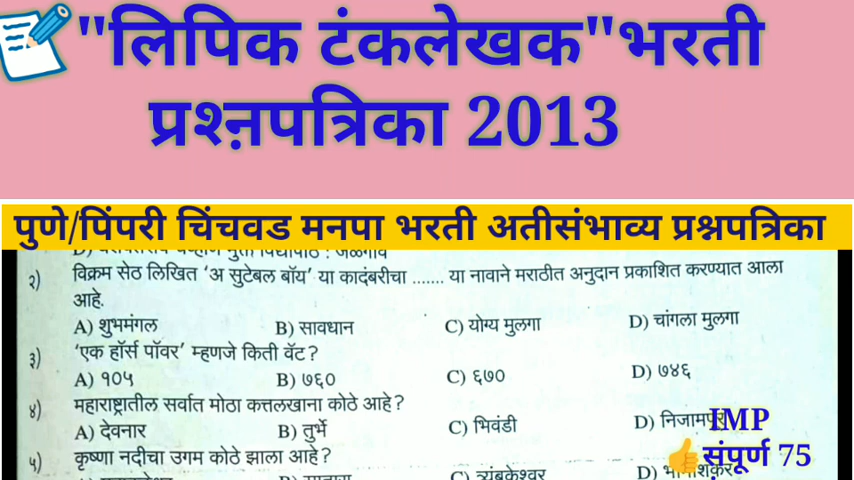 "लिपिक टंकलेखक"भरती
प्रश्ऩपत्रिका 2013
पुणे/पिंपरी चिंचवड मनपा भरती अतीसंभाव्य प्रश्नपत्रिका
२) विक्रम सेठ लिखित 'अ सुटेबल बॉय' या कादंबरीचा ....... या नावाने मराठीत अनुदान प्रकाशित करण्यात आला
आहे.
A) शुभमंगल B) सावधान C) योग्य मुलगा D) चांगला मुलगा
३) 'एक हॉर्स पॉवर' म्हणजे किती वॅट?
A) १०५ B) ७६० C) ६७० D) ७४६
४) महाराष्ट्रातील सर्वात मोठा कत्तलखाना कोठे आहे?
A) देवनार B) तुर्भे C) भिवंडी D) निजामपूर
IMP
५) कृष्णा नदीचा उगम कोठे झाला आहे?
संपूर्ण 75
C) त्र्यंबकेश्वर D)